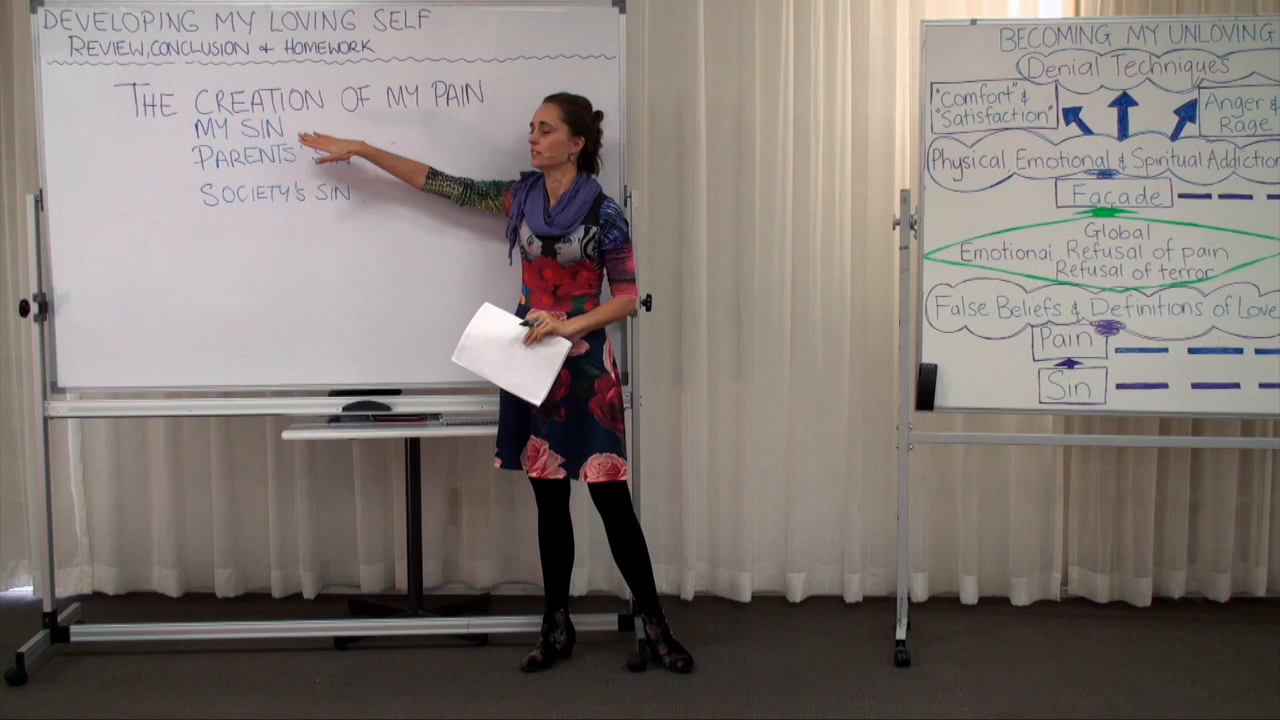 DEVELOPING MY LOVING SELF
REVIEW, CONCLUSION & HOMEWORK
THE CREATION OF MY PAIN
MY SIN
PARENTS
SOCIETY'S SIN
BECOMING MY UNLOVING
Denial Techniques
"Comfort" &
"Satisfaction"
Anger &
Rage
Physical, Emotional & Spiritual Addiction
Façade
Global
Emotional Refusal of pain
Refusal of terror
False Beliefs & Definitions of Love
Pain
Sin